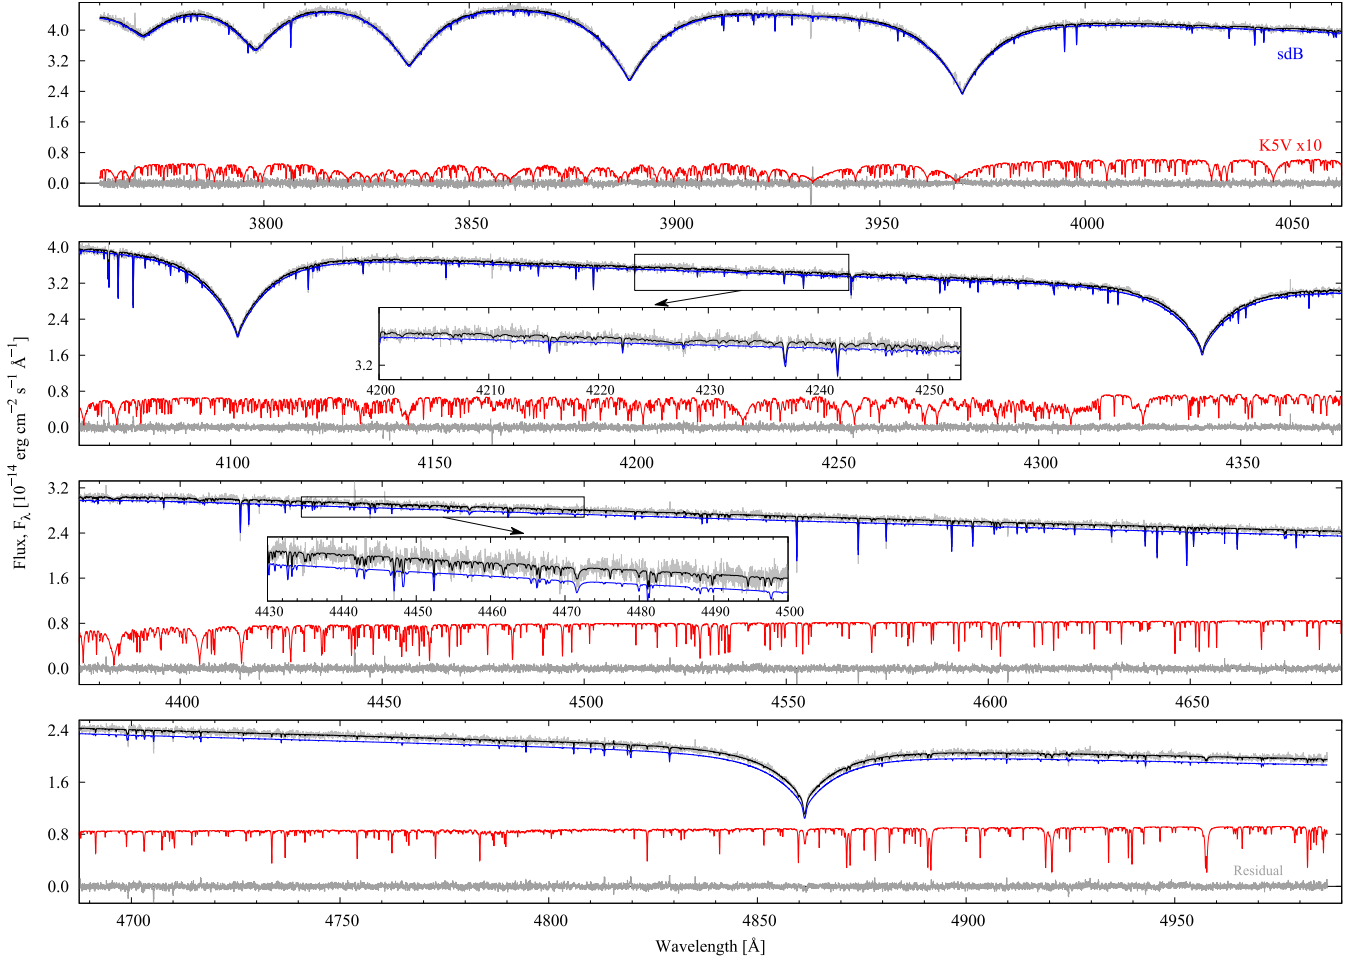 4.0
3.2
2.4
1.6
0.8
0.0
sdB
K5V x10
3800 3850 3900 3950 4000 4050
4.0
3.2
2.4
1.6
0.8
0.0
3.2
4200 4210 4220 4230 4240 4250
4100 4150 4200 4250 4300 4350
Flux, Fλ [10⁻¹⁴ erg cm⁻² s⁻¹ Å⁻¹]
3.2
2.4
1.6
0.8
0.0
4430 4440 4450 4460 4470 4480 4490 4500
4400 4450 4500 4550 4600 4650
2.4
1.6
0.8
0.0
Residual
4700 4750 4800 4850 4900 4950
Wavelength [Å]